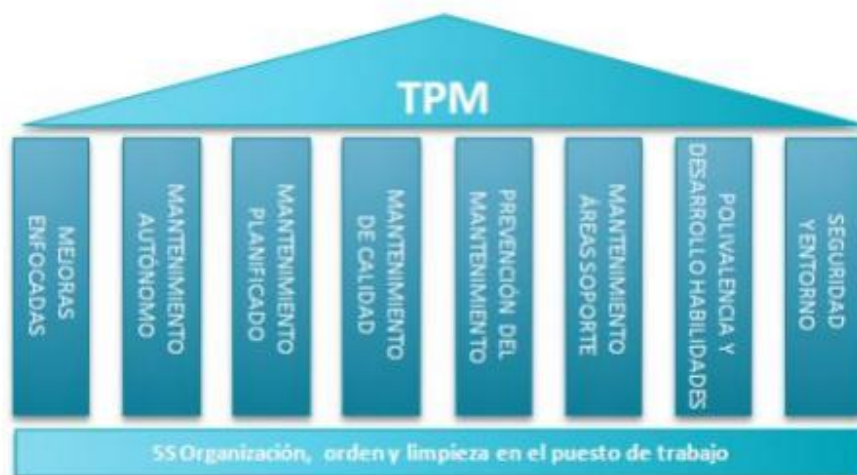 TPM
MEJORAS
ENFOCADAS
MANTENIMIENTO
AUTÓNOMO
MANTENIMIENTO
PLANIFICADO
MANTENIMIENTO
DE CALIDAD
PREVENCIÓN DEL
MANTENIMIENTO
MANTENIMIENTO
ÁREAS SOPORTE
POLIVALENCIA Y
DESARROLLO HABILIDADES
SEGURIDAD
Y ENTORNO
5S Organización, orden y limpieza en el puesto de trabajo